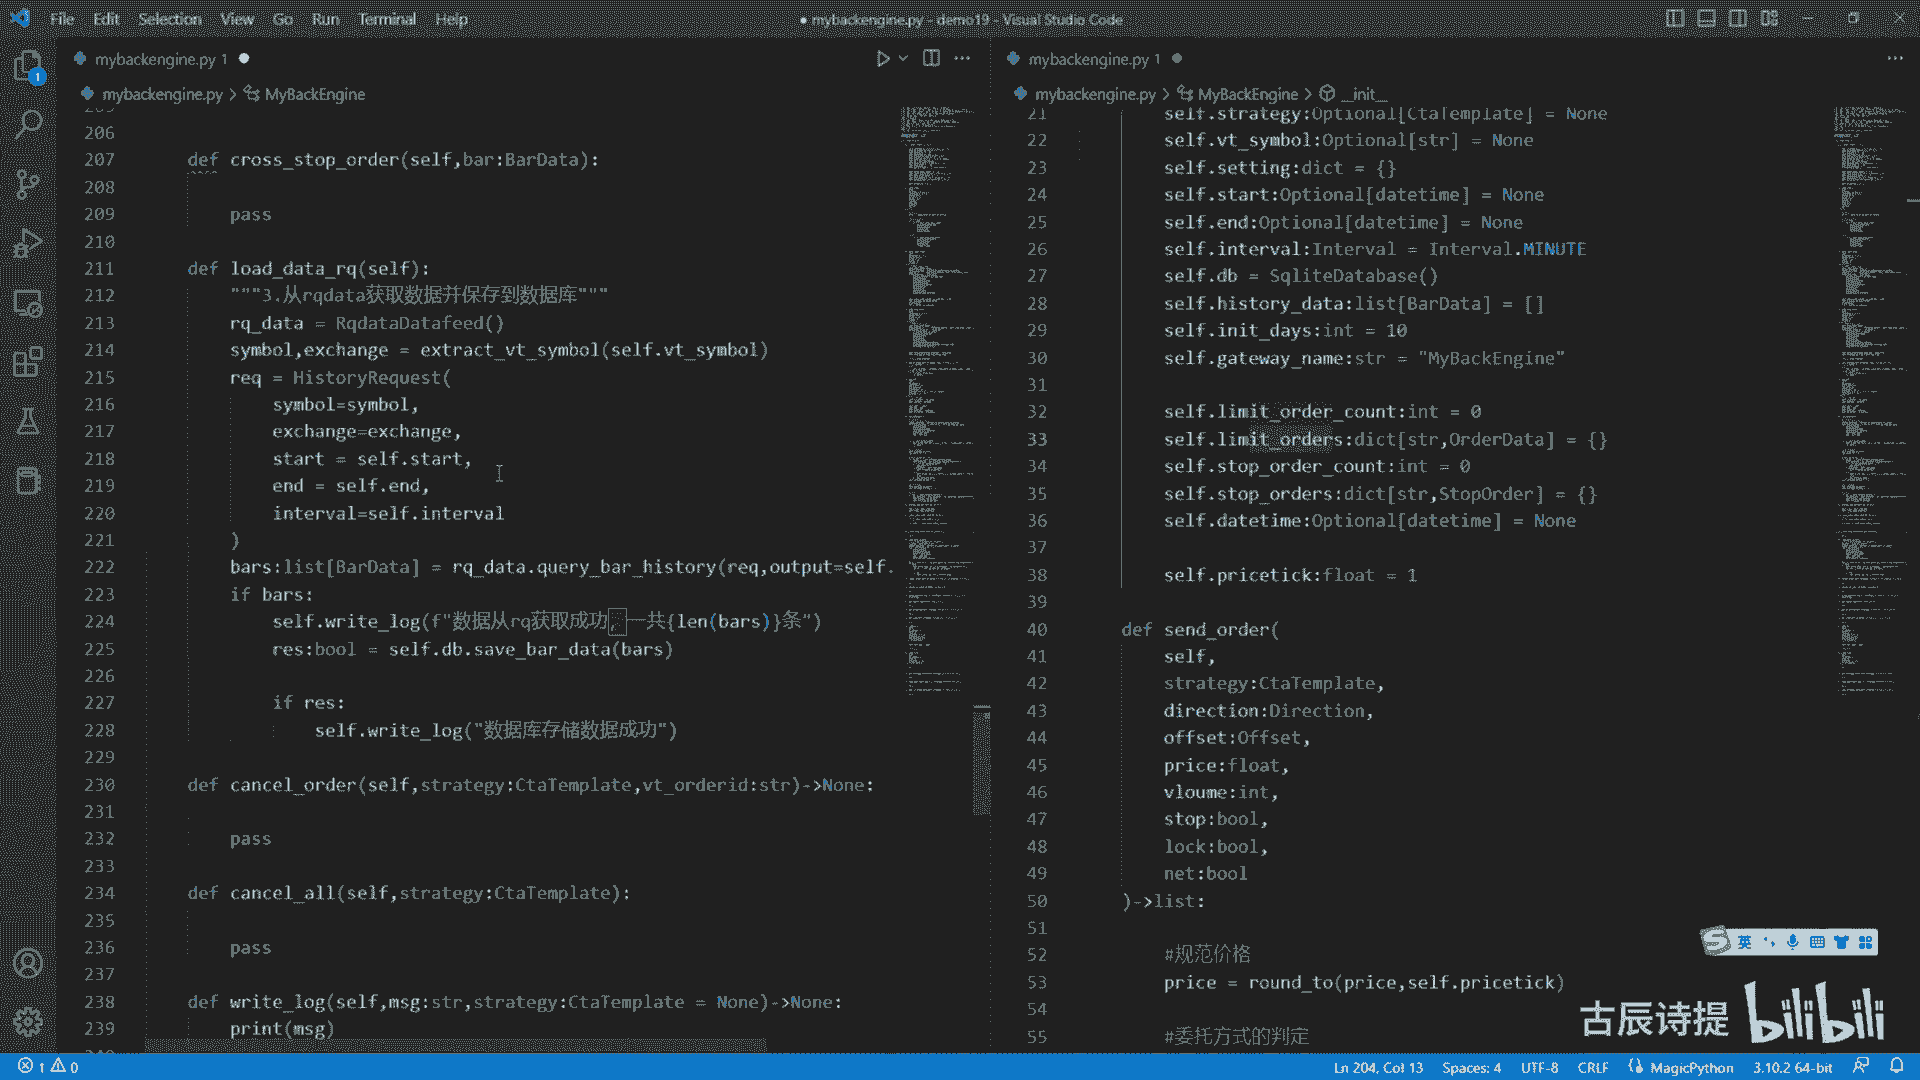 File Edit Selection View Go Run Terminal Help
● mybackengine.py - demo19 - Visual Studio Code
mybackengine.py 1
mybackengine.py > MyBackEngine
206
207 def cross_stop_order(self,bar:BarData):
208
209 pass
210
211 def load_data_rq(self):
212 """3.从rqdata获取数据并保存到数据库"""
213 rq_data = RqdataDatafeed()
214 symbol,exchange = extract_vt_symbol(self.vt_symbol)
215 req = HistoryRequest(
216 symbol=symbol,
217 exchange=exchange,
218 start = self.start,
219 end = self.end,
220 interval=self.interval
221 )
222 bars:list[BarData] = rq_data.query_bar_history(req,output=self.
223 if bars:
224 self.write_log(f"数据从rq获取成功，一共{len(bars)}条")
225 res:bool = self.db.save_bar_data(bars)
226
227 if res:
228 self.write_log("数据库存储数据成功")
229
230 def cancel_order(self,strategy:CtaTemplate,vt_orderid:str)->None:
231
232 pass
233
234 def cancel_all(self,strategy:CtaTemplate):
235
236 pass
237
238 def write_log(self,msg:str,strategy:CtaTemplate = None)->None:
239 print(msg)
mybackengine.py 1
mybackengine.py > MyBackEngine > __init__
21 self.strategy:Optional[CtaTemplate] = None
22 self.vt_symbol:Optional[str] = None
23 self.setting:dict = {}
24 self.start:Optional[datetime] = None
25 self.end:Optional[datetime] = None
26 self.interval:Interval = Interval.MINUTE
27 self.db = SqliteDatabase()
28 self.history_data:list[BarData] = []
29 self.init_days:int = 10
30 self.gateway_name:str = "MyBackEngine"
31
32 self.limit_order_count:int = 0
33 self.limit_orders:dict[str,OrderData] = {}
34 self.stop_order_count:int = 0
35 self.stop_orders:dict[str,StopOrder] = {}
36 self.datetime:Optional[datetime] = None
37
38 self.pricetick:float = 1
39
40 def send_order(
41 self,
42 strategy:CtaTemplate,
43 direction:Direction,
44 offset:Offset,
45 price:float,
46 vloume:int,
47 stop:bool,
48 lock:bool,
49 net:bool
50 )->list:
51
52 #规范价格
53 price = round_to(price,self.pricetick)
54
55 #委托方式的判定
英
古辰诗提 bilibili
1 0
Ln 204, Col 13 Spaces: 4 UTF-8 CRLF MagicPython 3.10.2 64-bit